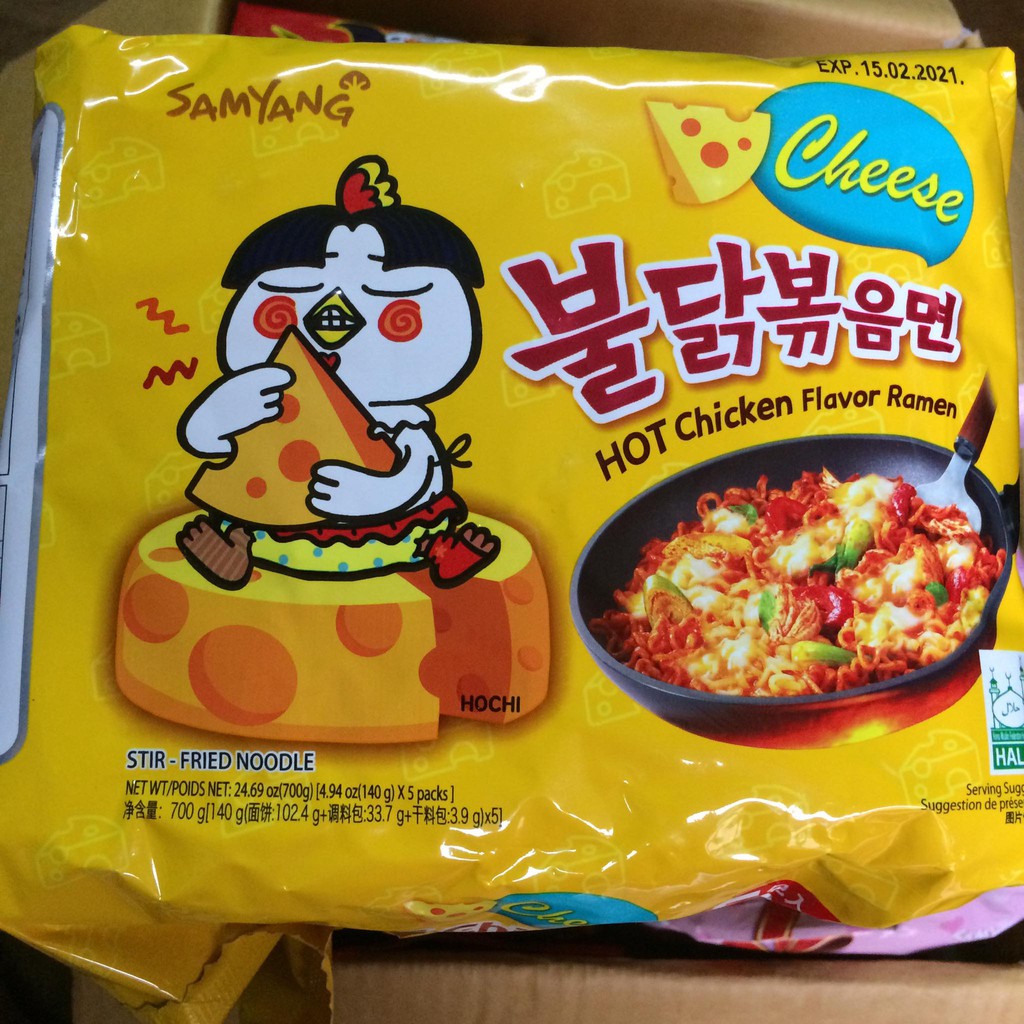 SAMYANG
EXP.15.02.2021.
Cheese
불닭볶음면
HOT Chicken Flavor Ramen
HOCHI
STIR - FRIED NOODLE
NET WT/POIDS NET: 24.69 oz(700g) [4.94 oz(140 g) X 5 packs ]
净含量: 700 g[140 g(面饼:102.4 g+调料包:33.7 g+干料包:3.9 g)x5]
حلال
HAL
Serving
Suggestion de
图片